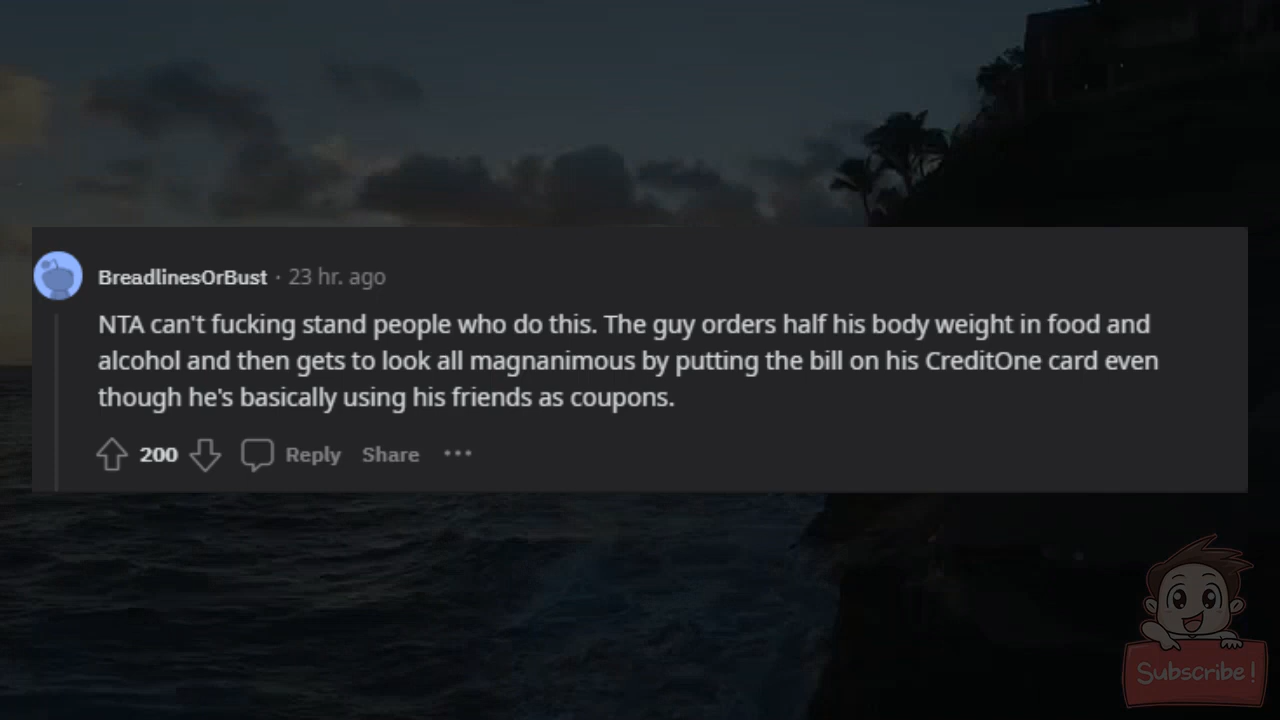 BreadlinesOrBust · 23 hr. ago
NTA can't fucking stand people who do this. The guy orders half his body weight in food and
alcohol and then gets to look all magnanimous by putting the bill on his CreditOne card even
though he's basically using his friends as coupons.
200 Reply Share ···
Subscribe!